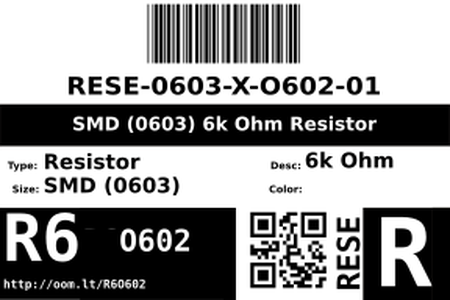 RESE-0603-X-O602-01
SMD (0603) 6k Ohm Resistor
Type: Resistor
Desc: 6k Ohm
Size: SMD (0603)
Color:
R6 0602
RESE
R
http://oom.lt/R6O602